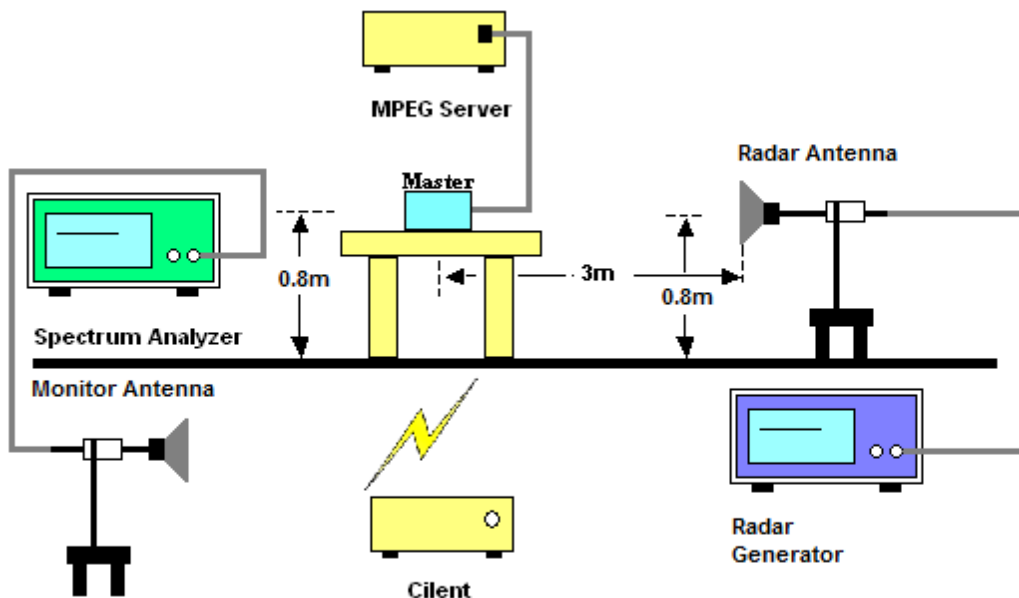 MPEG Server
Radar Antenna
Master
3m
0.8m
0.8m
Spectrum Analyzer
Monitor Antenna
Radar
Generator
Cilent